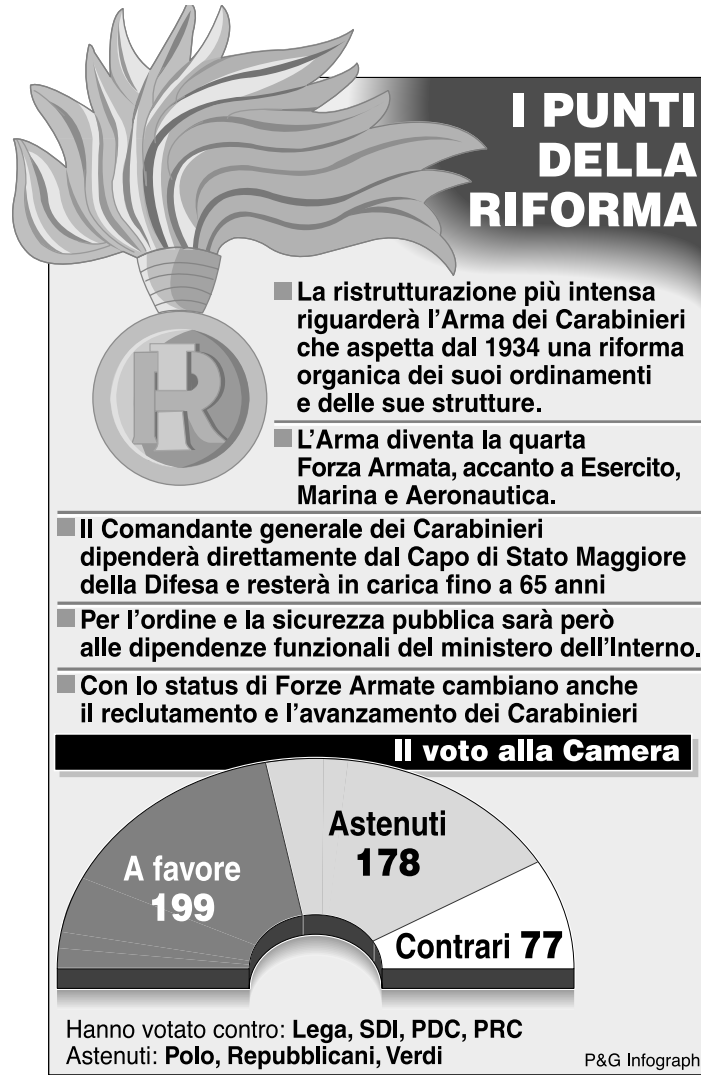 I PUNTI
DELLA
RIFORMA
La ristrutturazione più intensa
riguarderà l'Arma dei Carabinieri
che aspetta dal 1934 una riforma
organica dei suoi ordinamenti
e delle sue strutture.
L'Arma diventa la quarta
Forza Armata, accanto a Esercito,
Marina e Aeronautica.
Il Comandante generale dei Carabinieri
dipenderà direttamente dal Capo di Stato Maggiore
della Difesa e resterà in carica fino a 65 anni
Per l'ordine e la sicurezza pubblica sarà però
alle dipendenze funzionali del ministero dell'Interno.
Con lo status di Forze Armate cambiano anche
il reclutamento e l'avanzamento dei Carabinieri
Il voto alla Camera
A favore
199
Astenuti
178
Contrari 77
Hanno votato contro: Lega, SDI, PDC, PRC
Astenuti: Polo, Repubblicani, Verdi
P&G Infograph
RI